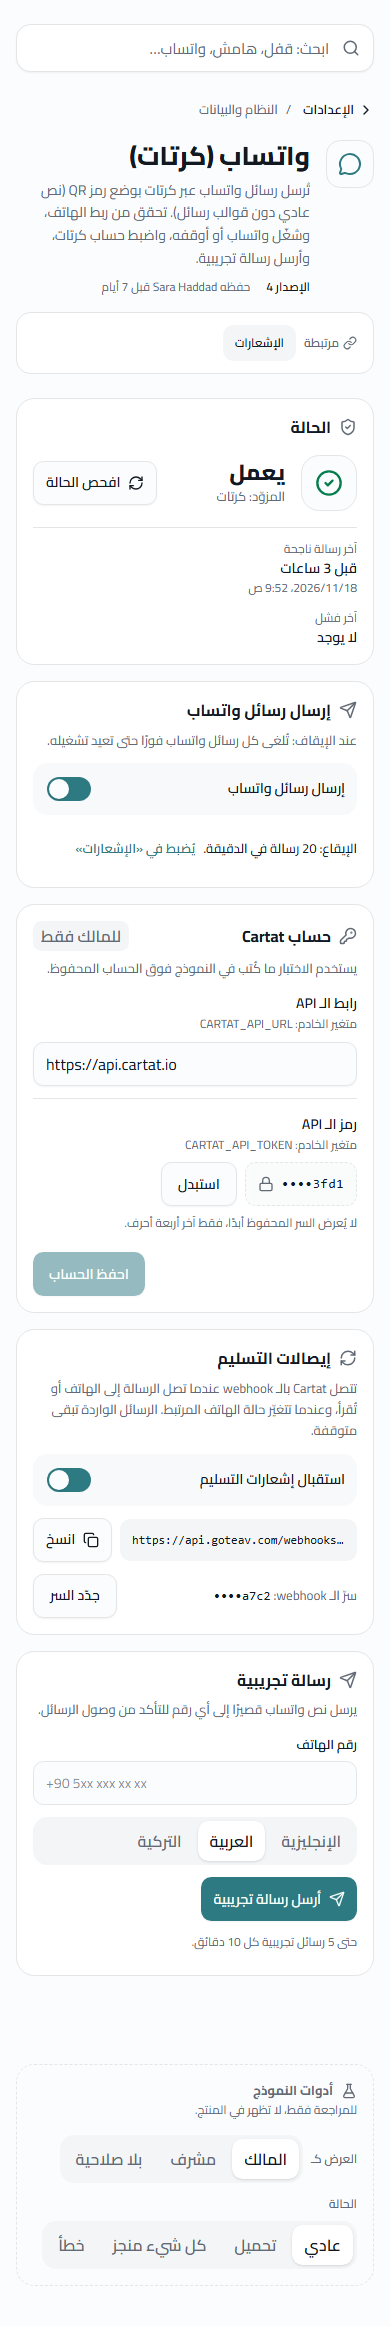 ابحث: قفل، هامش، واتساب...
الإعدادات / النظام والبيانات
واتساب (كرتات)
تُرسل رسائل واتساب عبر كرتات بوضع رمز QR (نص
عادي دون قوالب رسائل). تحقق من ربط الهاتف،
وشغّل واتساب أو أوقفه، واضبط حساب كرتات،
وأرسل رسالة تجريبية.
الإصدار 4 حفظه Sara Haddad قبل 7 أيام
مرتبطة الإشعارات
الحالة
يعمل
المزوّد: كرتات
افحص الحالة
آخر رسالة ناجحة
قبل 3 ساعات
2026/11/18، 9:52 ص
آخر فشل
لا يوجد
إرسال رسائل واتساب
عند الإيقاف: تُلغى كل رسائل واتساب فورًا حتى تعيد تشغيله.
إرسال رسائل واتساب
الإيقاع: 20 رسالة في الدقيقة. يُضبط في «الإشعارات»
حساب Cartat للمالك فقط
يستخدم الاختبار ما كُتب في النموذج فوق الحساب المحفوظ.
رابط الـ API
متغير الخادم: CARTAT_API_URL
https://api.cartat.io
رمز الـ API
متغير الخادم: CARTAT_API_TOKEN
••••3fd1 استبدل
لا يُعرض السر المحفوظ أبدًا، فقط آخر أربعة أحرف.
احفظ الحساب
إيصالات التسليم
تتصل Cartat بالـ webhook عندما تصل الرسالة إلى الهاتف أو
تُقرأ، وعندما تتغيّر حالة الهاتف المرتبط. الرسائل الواردة تبقى
متوقفة.
استقبال إشعارات التسليم
https://api.goteav.com/webhooks… انسخ
سرّ الـ webhook: ••••a7c2 جدّد السر
رسالة تجريبية
يرسل نص واتساب قصيرًا إلى أي رقم للتأكد من وصول الرسائل.
رقم الهاتف
+90 5xx xxx xx xx
الإنجليزية العربية التركية
أرسل رسالة تجريبية
حتى 5 رسائل تجريبية كل 10 دقائق.
أدوات النموذج
للمراجعة فقط، لا تظهر في المنتج.
العرض كـ المالك مشرف بلا صلاحية
الحالة
عادي تحميل كل شيء منجز خطأ